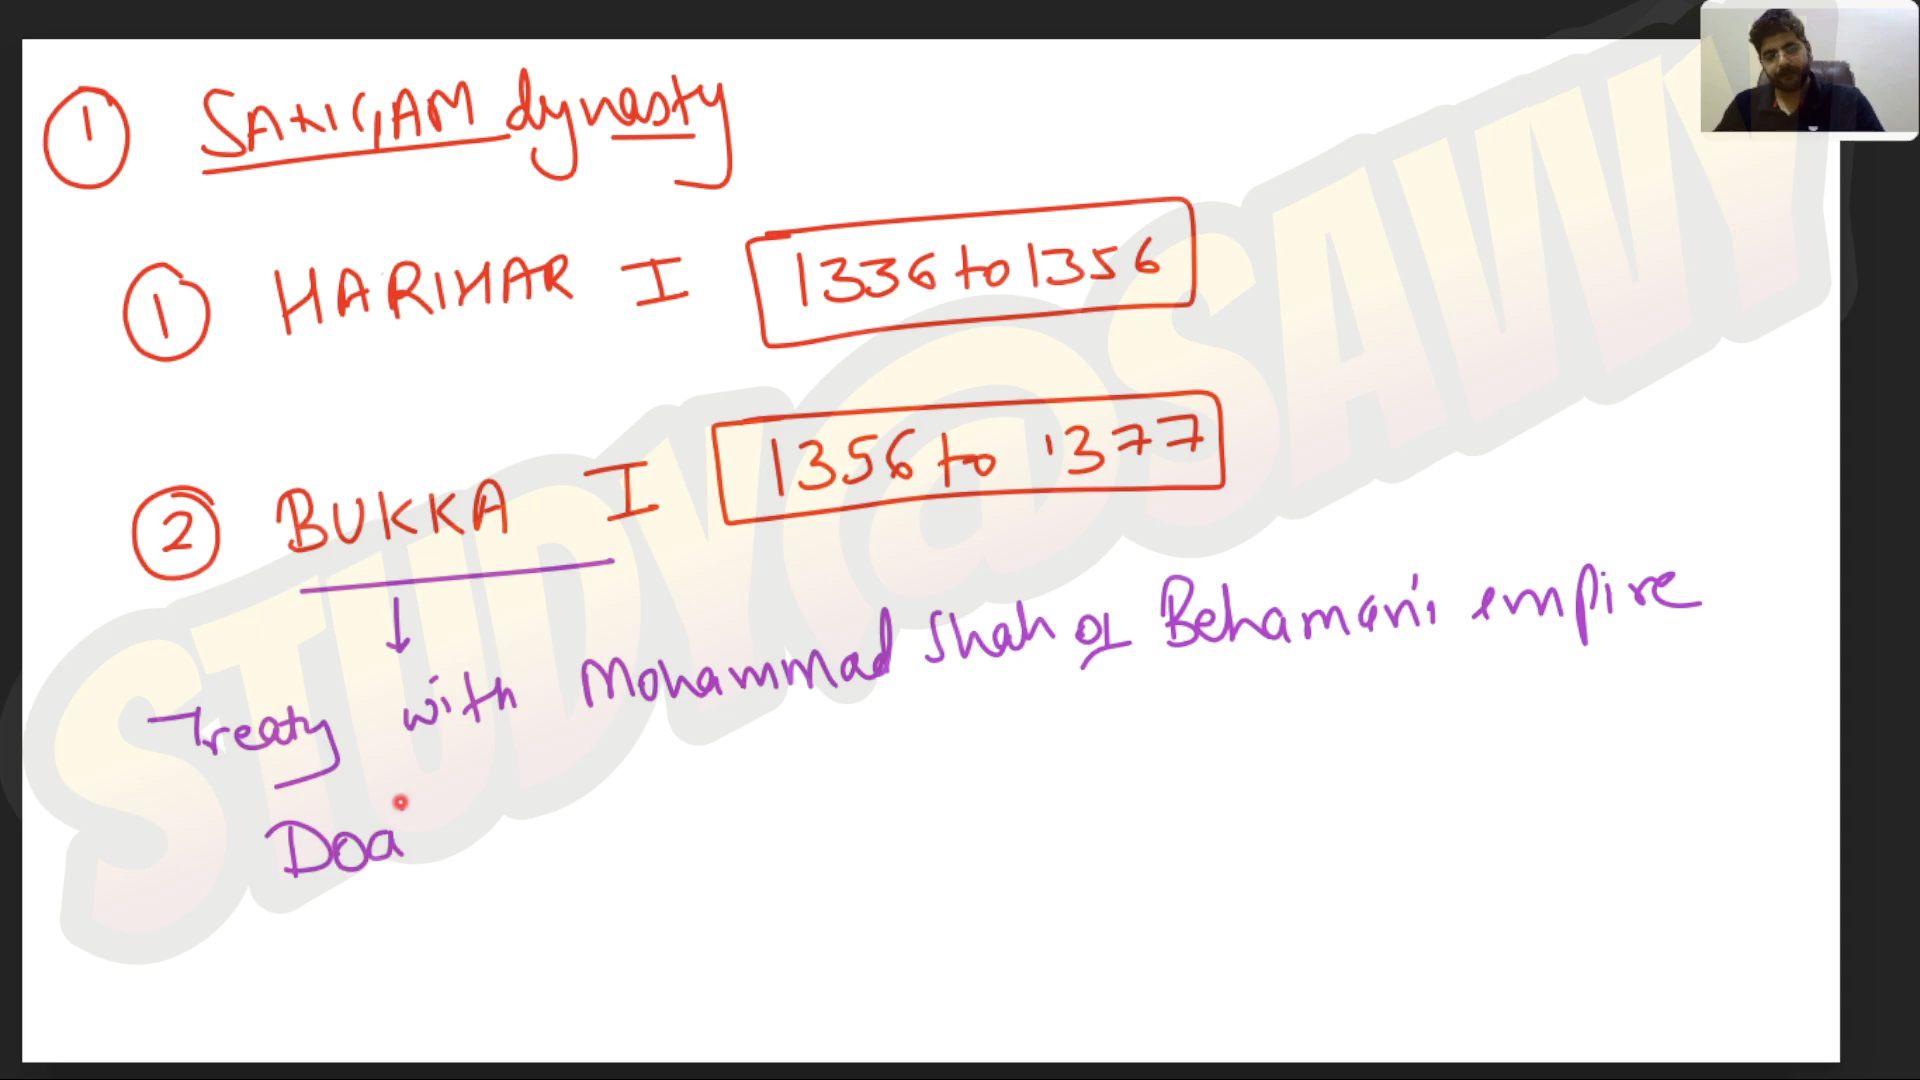 1 SANGAM dynasty
1 HARIHAR I 1336 to 1356
2 BUKKA I 1356 to 1377
Treaty with Mohammad Shah of Behamani empire
Doa
STUDY@SAVVY